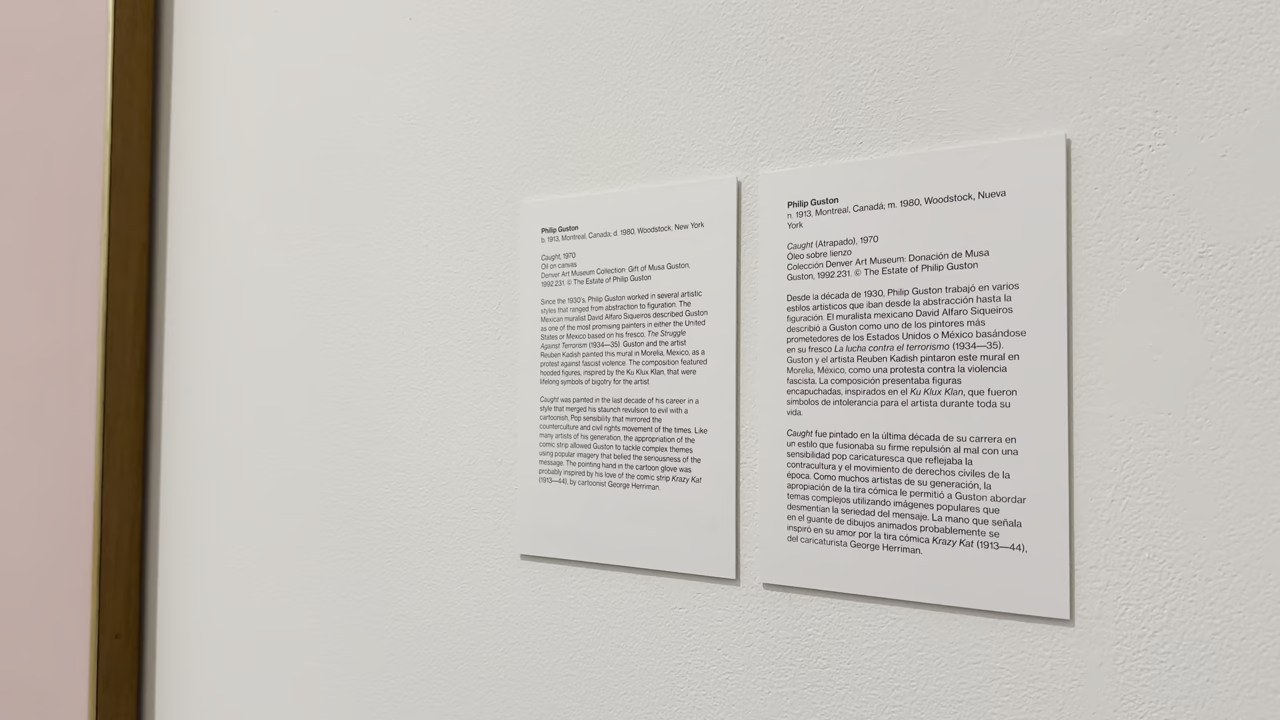 Philip Guston
b. 1913, Montreal, Canada; d. 1980, Woodstock, New York
Caught, 1970
Oil on canvas
Denver Art Museum Collection: Gift of Musa Guston,
1992.231. © The Estate of Philip Guston
Since the 1930's, Philip Guston worked in several artistic
styles that ranged from abstraction to figuration. The
Mexican muralist David Alfaro Siqueiros described Guston
as one of the most promising painters in either the United
States or Mexico based on his fresco, The Struggle
Against Terrorism (1934—35). Guston and the artist
Reuben Kadish painted this mural in Morelia, Mexico, as a
protest against fascist violence. The composition featured
hooded figures, inspired by the Ku Klux Klan, that were
lifelong symbols of bigotry for the artist.
Caught was painted in the last decade of his career in a
style that merged his staunch revulsion to evil with a
cartoonish, Pop sensibility that mirrored the
counterculture and civil rights movement of the times. Like
many artists of his generation, the appropriation of the
comic strip allowed Guston to tackle complex themes
using popular imagery that belied the seriousness of the
message. The pointing hand in the cartoon glove was
probably inspired by his love of the comic strip Krazy Kat
(1913—44), by cartoonist George Herriman.
Philip Guston
n. 1913, Montreal, Canadá; m. 1980, Woodstock, Nueva
York
Caught (Atrapado), 1970
Óleo sobre lienzo
Colección Denver Art Museum: Donación de Musa
Guston, 1992.231. © The Estate of Philip Guston
Desde la década de 1930, Philip Guston trabajó en varios
estilos artísticos que iban desde la abstracción hasta la
figuración. El muralista mexicano David Alfaro Siqueiros
describió a Guston como uno de los pintores más
prometedores de los Estados Unidos o México basándose
en su fresco La lucha contra el terrorismo (1934—35).
Guston y el artista Reuben Kadish pintaron este mural en
Morelia, México, como una protesta contra la violencia
fascista. La composición presentaba figuras
encapuchadas, inspirados en el Ku Klux Klan, que fueron
símbolos de intolerancia para el artista durante toda su
vida.
Caught fue pintado en la última década de su carrera en
un estilo que fusionaba su firme repulsión al mal con una
sensibilidad pop caricaturesca que reflejaba la
contracultura y el movimiento de derechos civiles de la
época. Como muchos artistas de su generación, la
apropiación de la tira cómica le permitió a Guston abordar
temas complejos utilizando imágenes populares que
desmentían la seriedad del mensaje. La mano que señala
en el guante de dibujos animados probablemente se
inspiró en su amor por la tira cómica Krazy Kat (1913—44),
del caricaturista George Herriman.